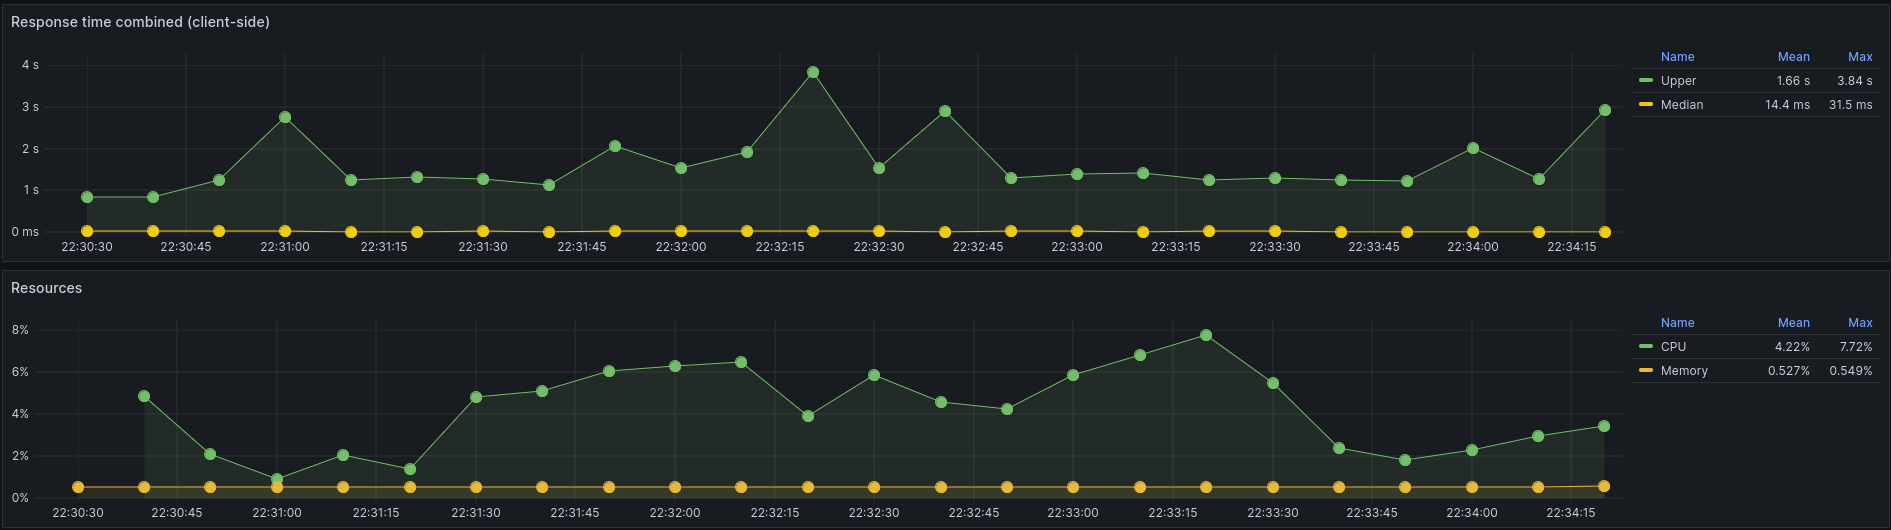 Response time combined (client-side)
4 s
3 s
2 s
1 s
0 ms
22:30:30 22:30:45 22:31:00 22:31:15 22:31:30 22:31:45 22:32:00 22:32:15 22:32:30 22:32:45 22:33:00 22:33:15 22:33:30 22:33:45 22:34:00 22:34:15
Name Mean Max
Upper 1.66 s 3.84 s
Median 14.4 ms 31.5 ms
Resources
8%
6%
4%
2%
0%
22:30:30 22:30:45 22:31:00 22:31:15 22:31:30 22:31:45 22:32:00 22:32:15 22:32:30 22:32:45 22:33:00 22:33:15 22:33:30 22:33:45 22:34:00 22:34:15
Name Mean Max
CPU 4.22% 7.72%
Memory 0.527% 0.549%